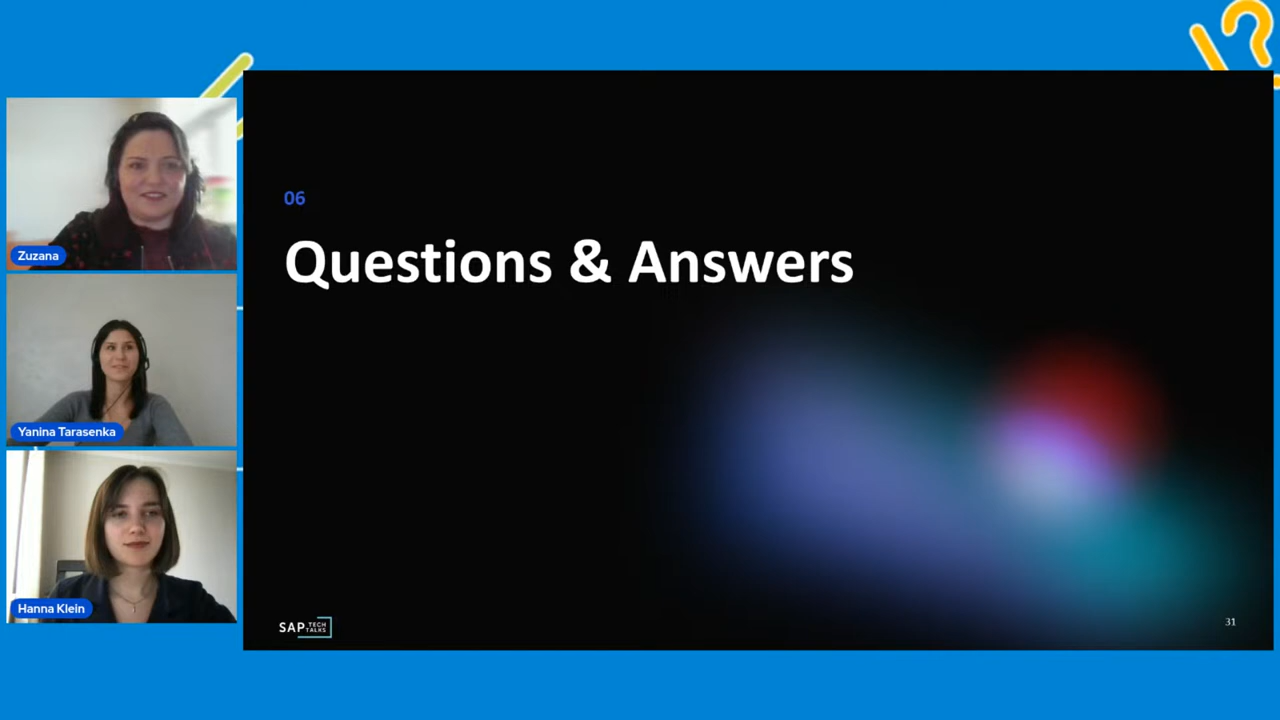 Zuzana
Yanina Tarasenka
Hanna Klein
06
Questions & Answers
SAP TECH
TALKS
31